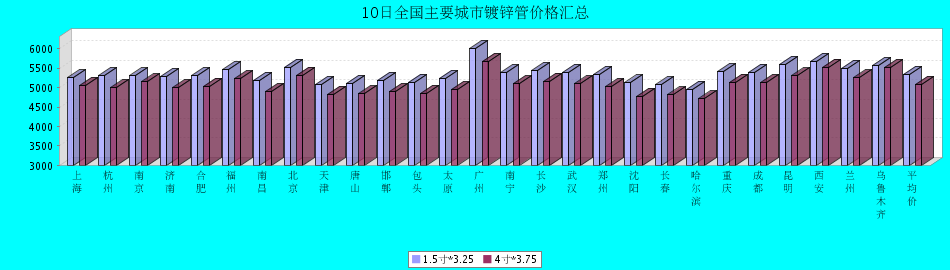 10日全国主要城市镀锌管价格汇总
6000
5500
5000
4500
4000
3500
3000
上海 杭州 南京 济南 合肥 福州 南昌 北京 天津 唐山 邯郸 包头 太原 广州 南宁 长沙 武汉 郑州 沈阳 长春 哈尔滨 重庆 成都 昆明 西安 兰州 乌鲁木齐 平均价
1.5寸*3.25 4寸*3.75